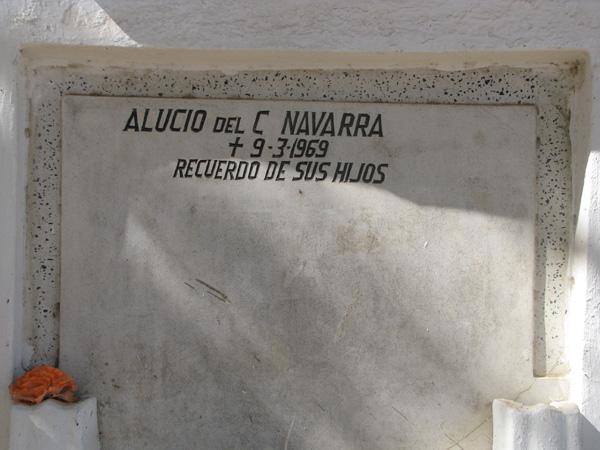 ALUCIO DEL C NAVARRA
✝ 9-3-1969
RECUERDO DE SUS HIJOS